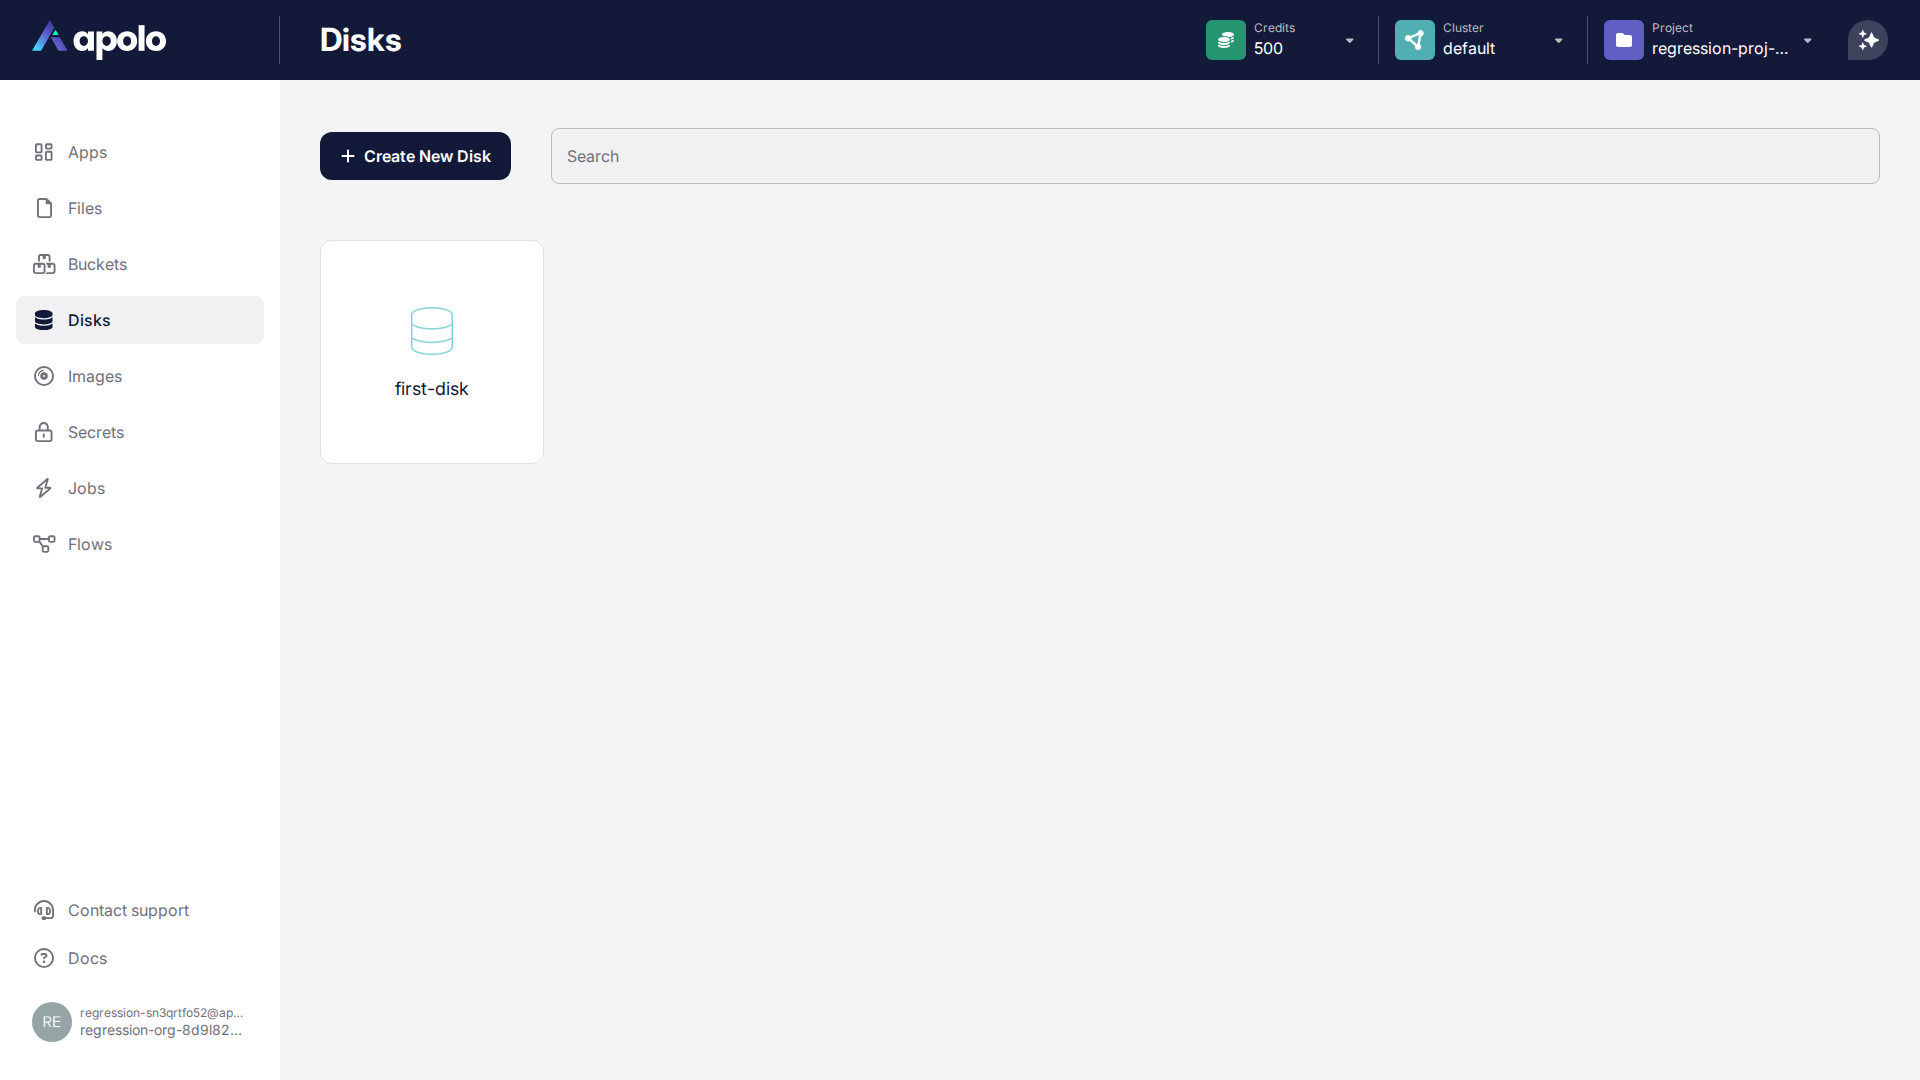 apolo
Disks
Credits
500
Cluster
default
Project
regression-proj-...
Apps
Files
Buckets
Disks
Images
Secrets
Jobs
Flows
Create New Disk
Search
first-disk
Contact support
Docs
RE
regression-sn3qrtfo52@ap...
regression-org-8d9l82...